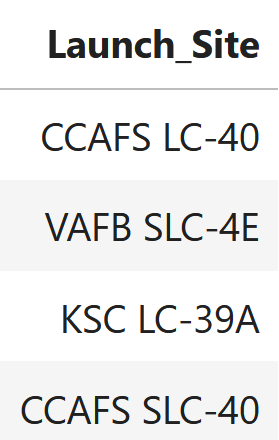 Launch_Site
CCAFS LC-40
VAFB SLC-4E
KSC LC-39A
CCAFS SLC-40